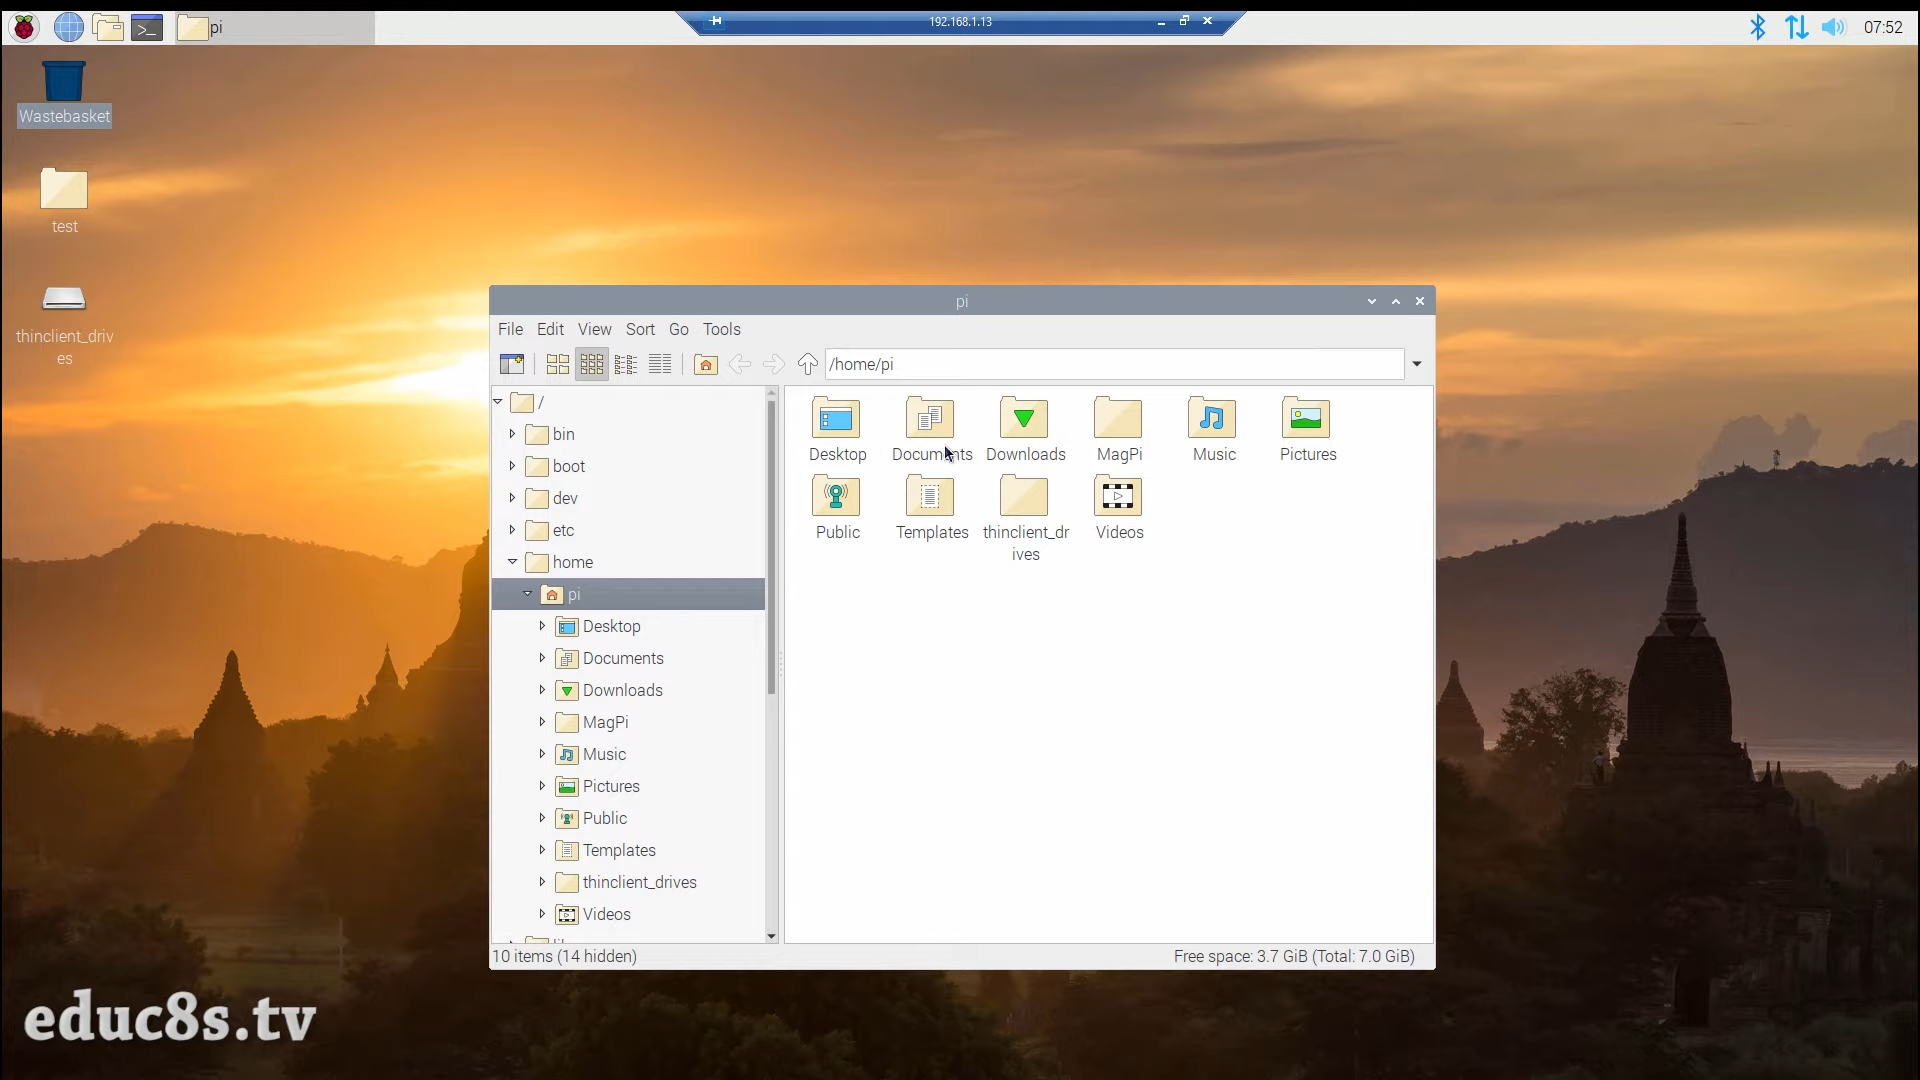 pi
192.168.1.13
07:52
Wastebasket
test
thinclient_driv
es
pi
File Edit View Sort Go Tools
/home/pi
/
bin
boot
dev
etc
home
pi
Desktop
Documents
Downloads
MagPi
Music
Pictures
Public
Templates
thinclient_drives
Videos
Desktop Documents Downloads MagPi Music Pictures
Public Templates thinclient_dr
ives Videos
10 items (14 hidden) Free space: 3.7 GiB (Total: 7.0 GiB)
educ8s.tv